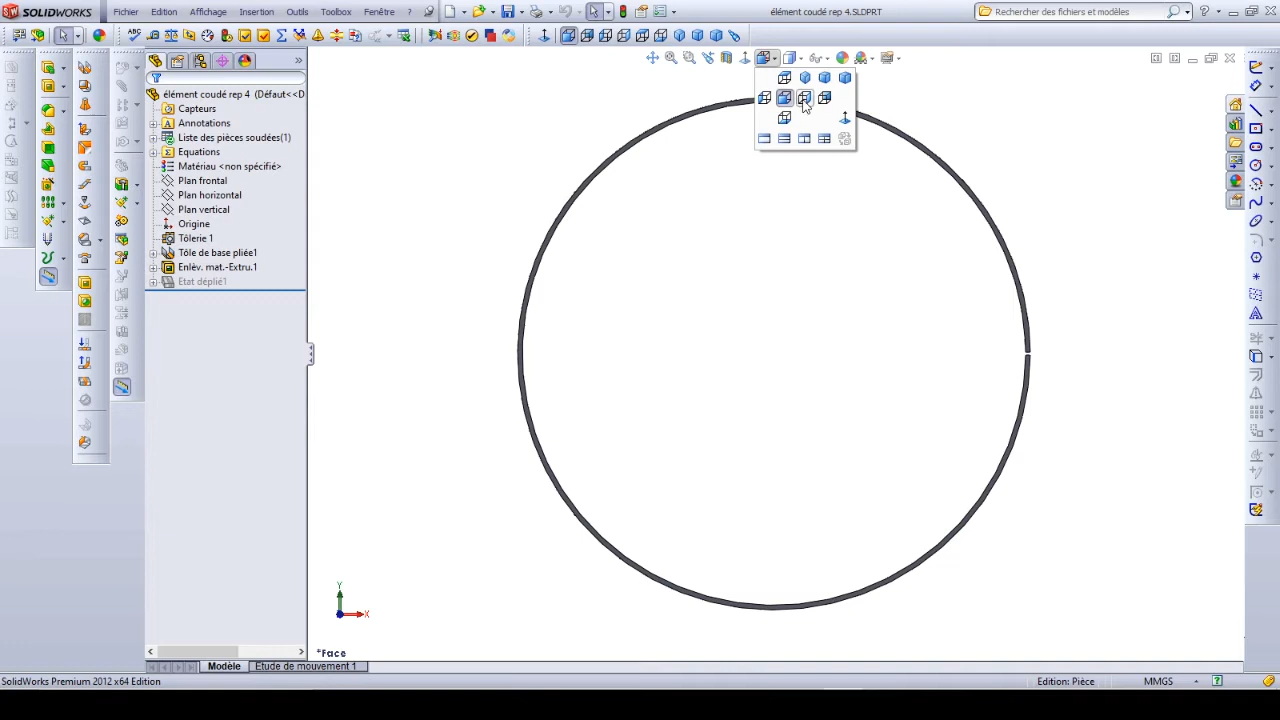 SOLIDWORKS
Fichier Edition Affichage Insertion Outils Toolbox Fenêtre
élément coudé rep 4.SLDPRT
Rechercher des fichiers et modèles
élément coudé rep 4 (Défaut<<D
Capteurs
Annotations
Liste des pièces soudées(1)
Equations
Matériau <non spécifié>
Plan frontal
Plan horizontal
Plan vertical
Origine
Tôlerie 1
Tôle de base pliée1
Enlèv. mat.-Extru.1
Etat déplié1
Y
X
*Face
Modèle Etude de mouvement 1
SolidWorks Premium 2012 x64 Edition
Edition: Pièce
MMGS